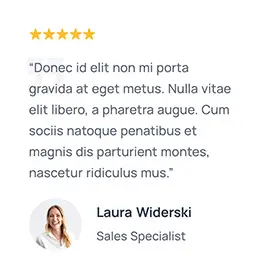 “Donec id elit non mi porta
gravida at eget metus. Nulla vitae
elit libero, a pharetra augue. Cum
sociis natoque penatibus et
magnis dis parturient montes,
nascetur ridiculus mus.”
Laura Widerski
Sales Specialist